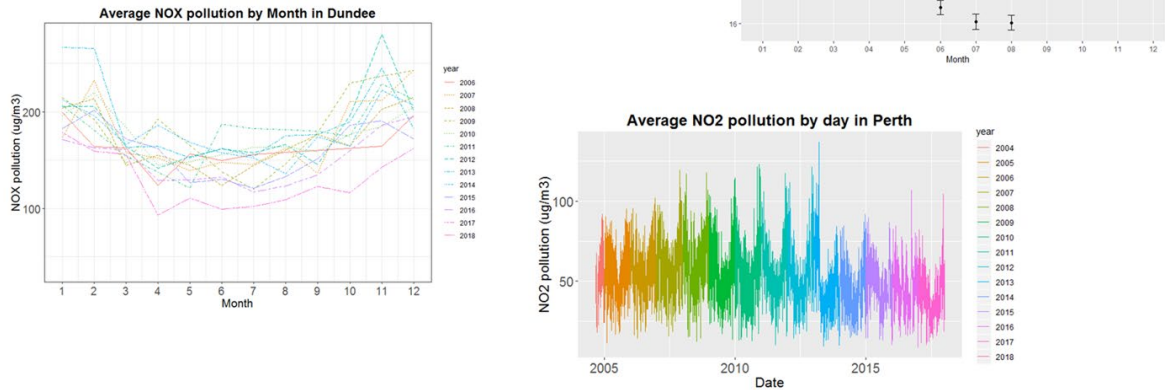 Average NOX pollution by Month in Dundee
NOX pollution (ug/m3)
200
100
1 2 3 4 5 6 7 8 9 10 11 12
Month
year
2006
2007
2008
2009
2010
2011
2012
2013
2014
2015
2016
2017
2018
16
01 02 03 04 05 06 07 08 09 10 11 12
Month
Average NO2 pollution by day in Perth
NO2 pollution (ug/m3)
100
50
2005 2010 2015
Date
year
2004
2005
2006
2007
2008
2009
2010
2011
2012
2013
2014
2015
2016
2017
2018